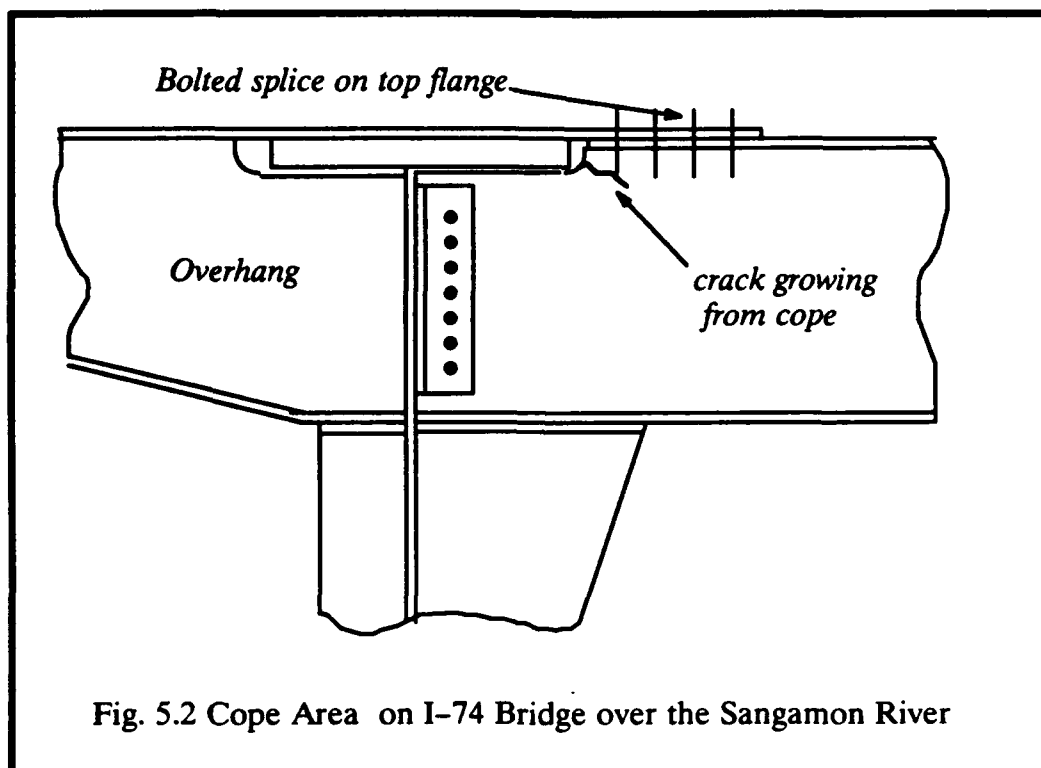 Bolted splice on top flange
Overhang
crack growing
from cope
Fig. 5.2 Cope Area on I-74 Bridge over the Sangamon River